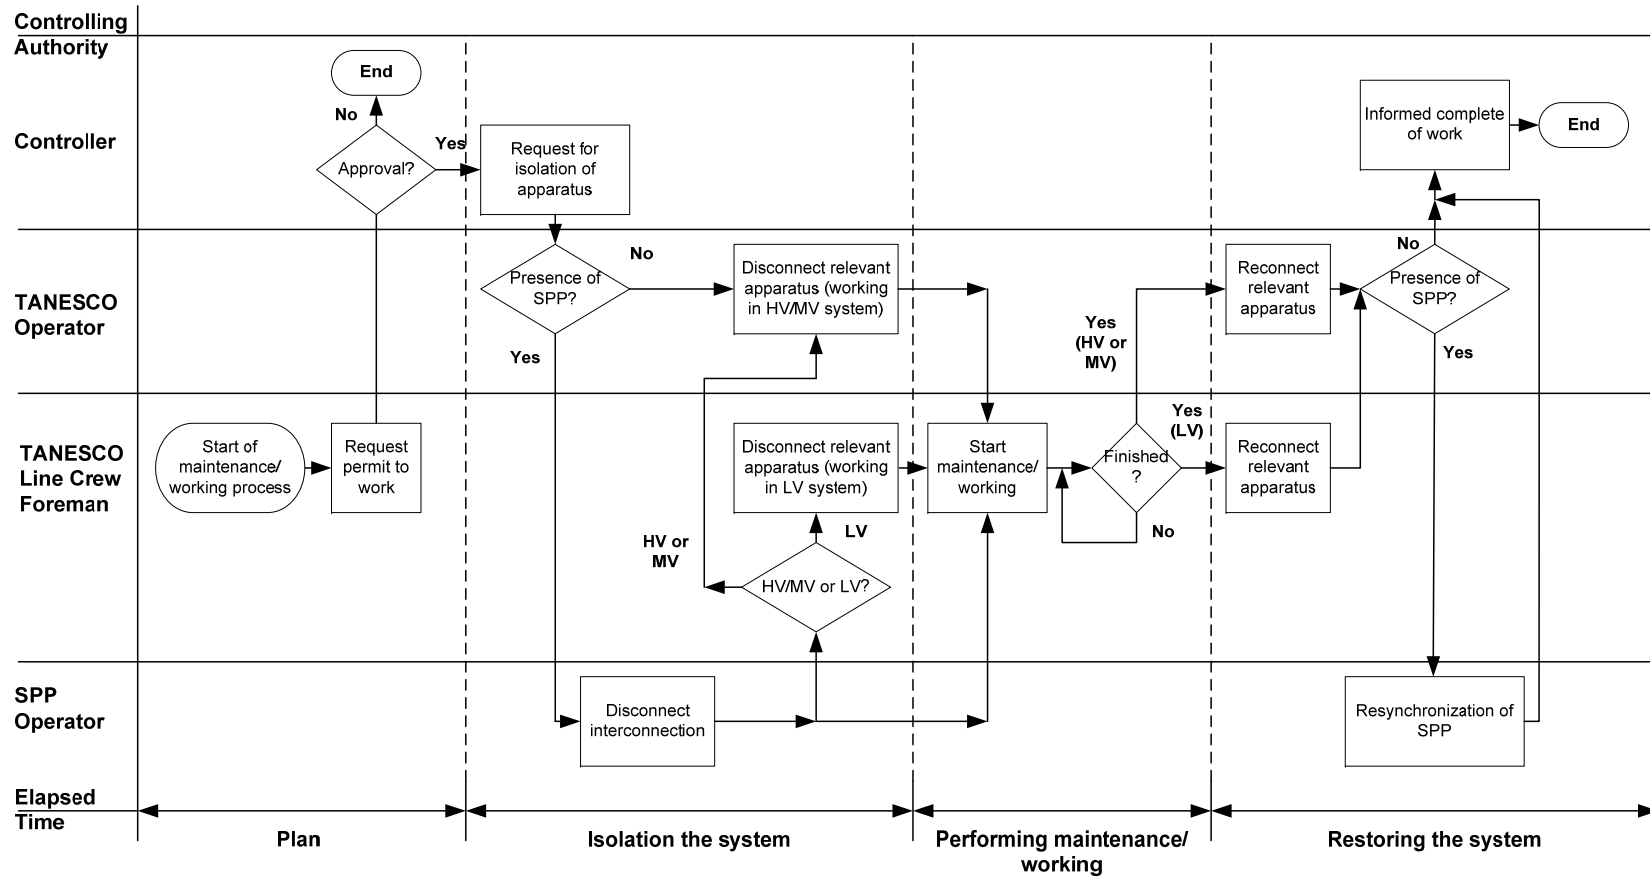 Controlling
Authority
End
No
Controller
Approval?
Yes
Request for
isolation of
apparatus
Informed complete
of work
End
TANESCO
Operator
Presence of
SPP?
No
Yes
Disconnect relevant
apparatus (working
in HV/MV system)
Yes
(HV or
MV)
Reconnect
relevant
apparatus
No
Presence of
SPP?
Yes
TANESCO
Line Crew
Foreman
Start of
maintenance/
working process
Request
permit to
work
Disconnect relevant
apparatus (working
in LV system)
HV or
MV
LV
HV/MV or LV?
Start
maintenance/
working
Finished
?
No
Yes
(LV)
Reconnect
relevant
apparatus
SPP
Operator
Disconnect
interconnection
Resynchronization of
SPP
Elapsed
Time
Plan
Isolation the system
Performing maintenance/
working
Restoring the system